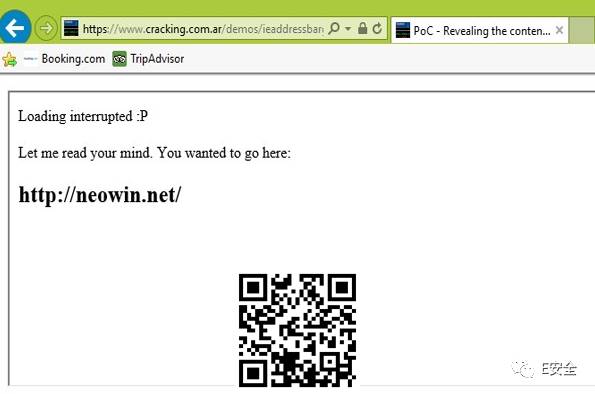 https://www.cracking.com.ar/demos/ieaddressbar
PoC - Revealing the conten...
Booking.com
TripAdvisor
Loading interrupted :P
Let me read your mind. You wanted to go here:
http://neowin.net/
E安全